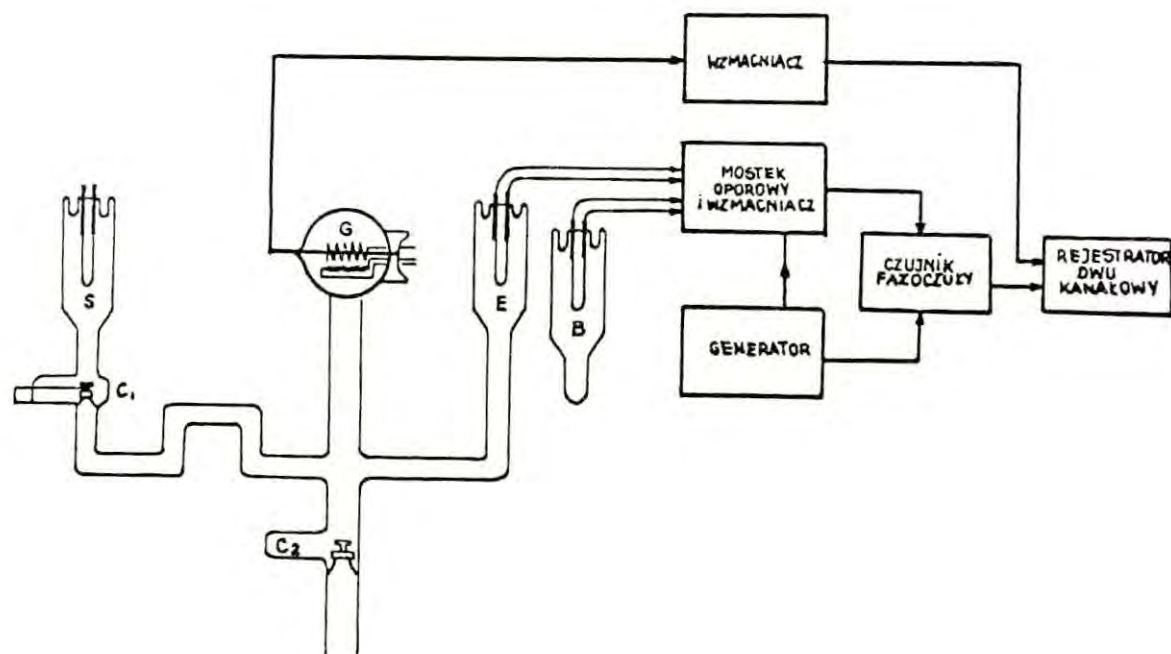 WZMACNIACZ
MOSTEK
OPOROWY
i WZMACNIACZ
G
S
E
B
CZUJNIK
FAZOCZUŁY
REJESTRATOR
DWU
KANAŁOWY
GENERATOR
C₁
C₂